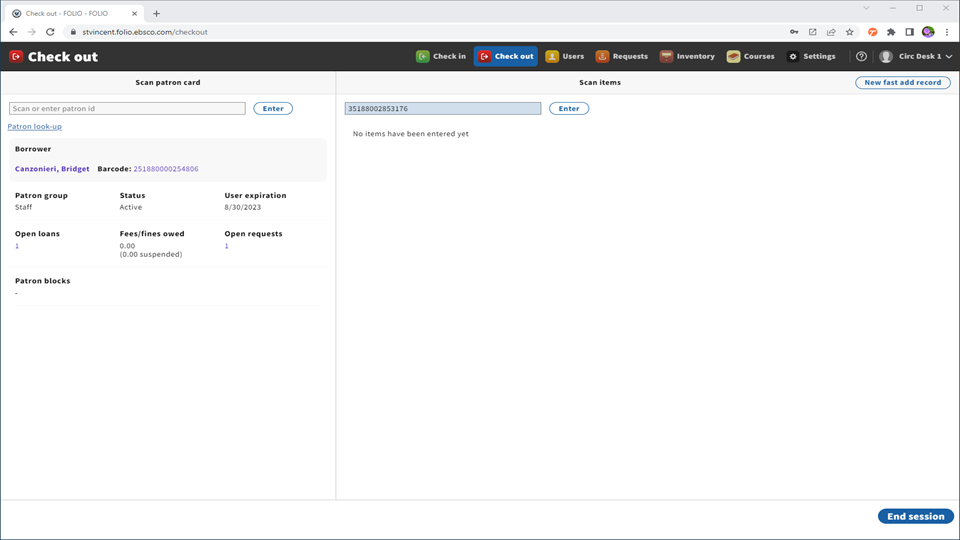 Check out - FOLIO - FOLIO
stvincent.folio.ebsco.com/checkout
Check out
Check in
Check out
Users
Requests
Inventory
Courses
Settings
Circ Desk 1
Scan patron card
Scan or enter patron id
Enter
Patron look-up
Borrower
Canzonieri, Bridget Barcode: 251880000254806
Patron group Status User expiration
Staff Active 8/30/2023
Open loans Fees/fines owed Open requests
1 0.00 1
(0.00 suspended)
Patron blocks
-
Scan items
New fast add record
35188002853176
Enter
No items have been entered yet
End session